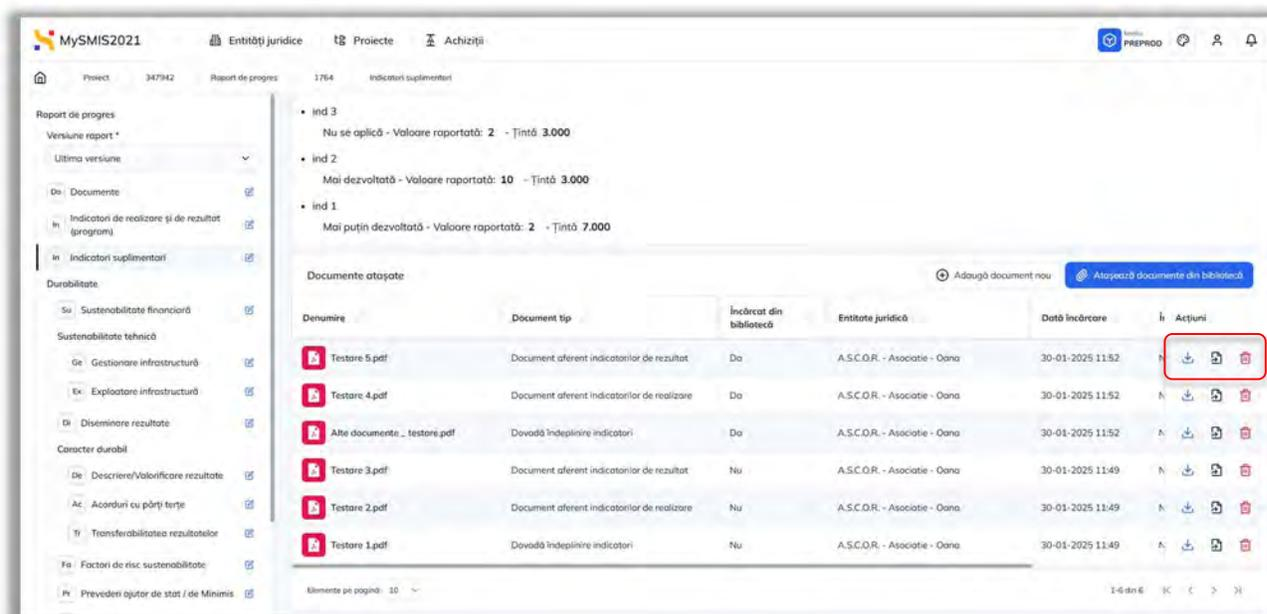 MySMIS2021
Entități juridice
Proiecte
Achiziții
PREPROD
Proiect 347942 Raport de progres 1764 Indicatori suplimentari
Raport de progres
Versiune raport *
Ultima versiune
Do Documente
In Indicatori de realizare și de rezultat
(program)
In Indicatori suplimentari
Durabilitate
Su Sustenabilitate financiară
Sustenabilitate tehnică
Ge Gestionare infrastructură
Ex Exploatare infrastructură
Di Diseminare rezultate
Caracter durabil
De Descriere/Valorificare rezultate
Ac Acorduri cu părți terțe
Tr Transferabilitatea rezultatelor
Fa Factori de risc sustenabilitate
Pr Prevederi ajutor de stat / de Minimis
• ind 3
Nu se aplică - Valoare raportată: 2 - Țintă 3.000
• ind 2
Mai dezvoltată - Valoare raportată: 10 - Țintă 3.000
• ind 1
Mai puțin dezvoltată - Valoare raportată: 2 - Țintă 7.000
Documente atașate
Adaugă document nou
Atașează documente din bibliotecă
Denumire Document tip Încărcat din bibliotecă Entitate juridică Dată încărcare Acțiuni
Testare 5.pdf Document aferent indicatorilor de rezultat Da A.S.C.O.R. - Asociatie - Oana 30-01-2025 11:52 N
Testare 4.pdf Document aferent indicatorilor de realizare Da A.S.C.O.R. - Asociatie - Oana 30-01-2025 11:52 N
Alte documente _ testare.pdf Dovadă îndeplinire indicatori Da A.S.C.O.R. - Asociatie - Oana 30-01-2025 11:52 N
Testare 3.pdf Document aferent indicatorilor de rezultat Nu A.S.C.O.R. - Asociatie - Oana 30-01-2025 11:49 N
Testare 2.pdf Document aferent indicatorilor de realizare Nu A.S.C.O.R. - Asociatie - Oana 30-01-2025 11:49 N
Testare 1.pdf Dovadă îndeplinire indicatori Nu A.S.C.O.R. - Asociatie - Oana 30-01-2025 11:49 N
Elemente pe pagină: 10
1-6 din 6